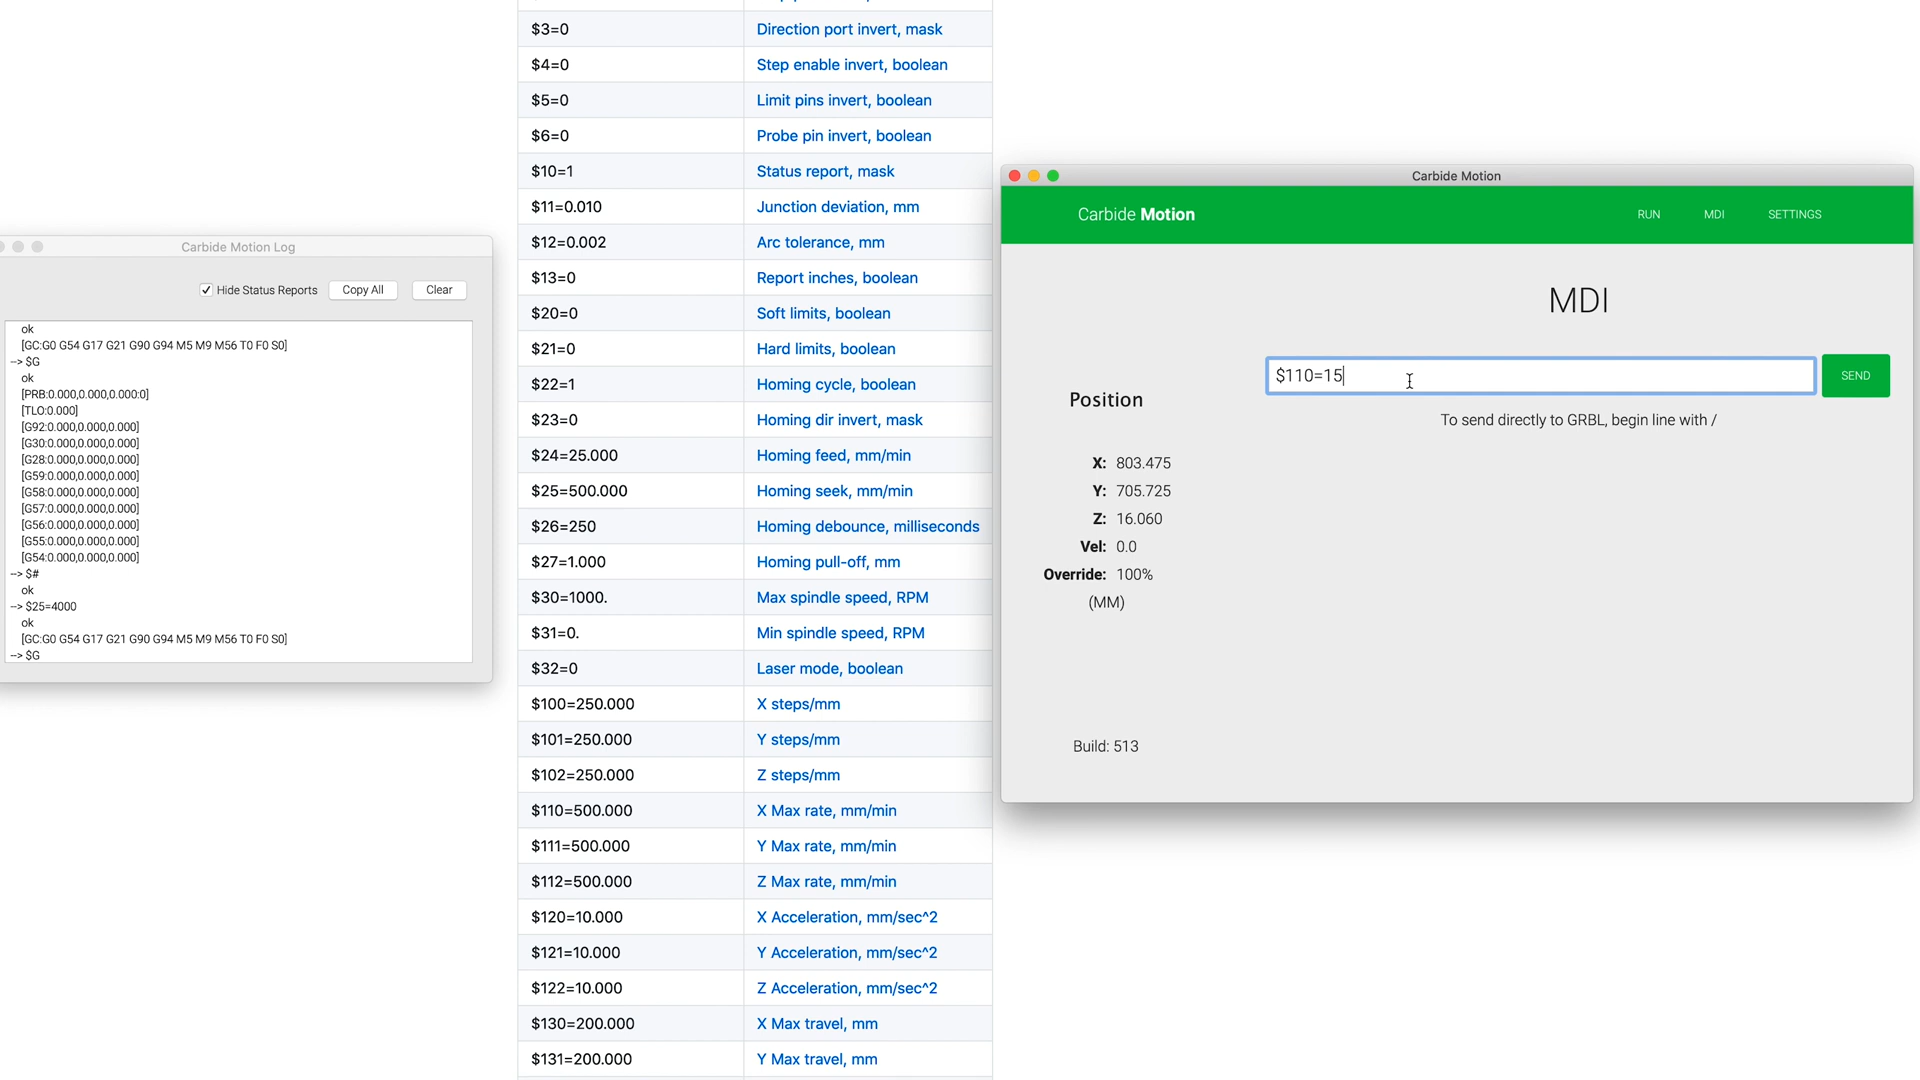 Carbide Motion Log
Hide Status Reports
Copy All
Clear
ok
[GC:G0 G54 G17 G21 G90 G94 M5 M9 M56 T0 F0 S0]
--> $G
ok
[PRB:0.000,0.000,0.000:0]
[TLO:0.000]
[G92:0.000,0.000,0.000]
[G30:0.000,0.000,0.000]
[G28:0.000,0.000,0.000]
[G59:0.000,0.000,0.000]
[G58:0.000,0.000,0.000]
[G57:0.000,0.000,0.000]
[G56:0.000,0.000,0.000]
[G55:0.000,0.000,0.000]
[G54:0.000,0.000,0.000]
--> $#
ok
--> $25=4000
ok
[GC:G0 G54 G17 G21 G90 G94 M5 M9 M56 T0 F0 S0]
--> $G
$3=0 Direction port invert, mask
$4=0 Step enable invert, boolean
$5=0 Limit pins invert, boolean
$6=0 Probe pin invert, boolean
$10=1 Status report, mask
$11=0.010 Junction deviation, mm
$12=0.002 Arc tolerance, mm
$13=0 Report inches, boolean
$20=0 Soft limits, boolean
$21=0 Hard limits, boolean
$22=1 Homing cycle, boolean
$23=0 Homing dir invert, mask
$24=25.000 Homing feed, mm/min
$25=500.000 Homing seek, mm/min
$26=250 Homing debounce, milliseconds
$27=1.000 Homing pull-off, mm
$30=1000. Max spindle speed, RPM
$31=0. Min spindle speed, RPM
$32=0 Laser mode, boolean
$100=250.000 X steps/mm
$101=250.000 Y steps/mm
$102=250.000 Z steps/mm
$110=500.000 X Max rate, mm/min
$111=500.000 Y Max rate, mm/min
$112=500.000 Z Max rate, mm/min
$120=10.000 X Acceleration, mm/sec^2
$121=10.000 Y Acceleration, mm/sec^2
$122=10.000 Z Acceleration, mm/sec^2
$130=200.000 X Max travel, mm
$131=200.000 Y Max travel, mm
Carbide Motion
Carbide Motion
RUN
MDI
SETTINGS
MDI
$110=15
SEND
To send directly to GRBL, begin line with /
Position
X: 803.475
Y: 705.725
Z: 16.060
Vel: 0.0
Override: 100%
(MM)
Build: 513